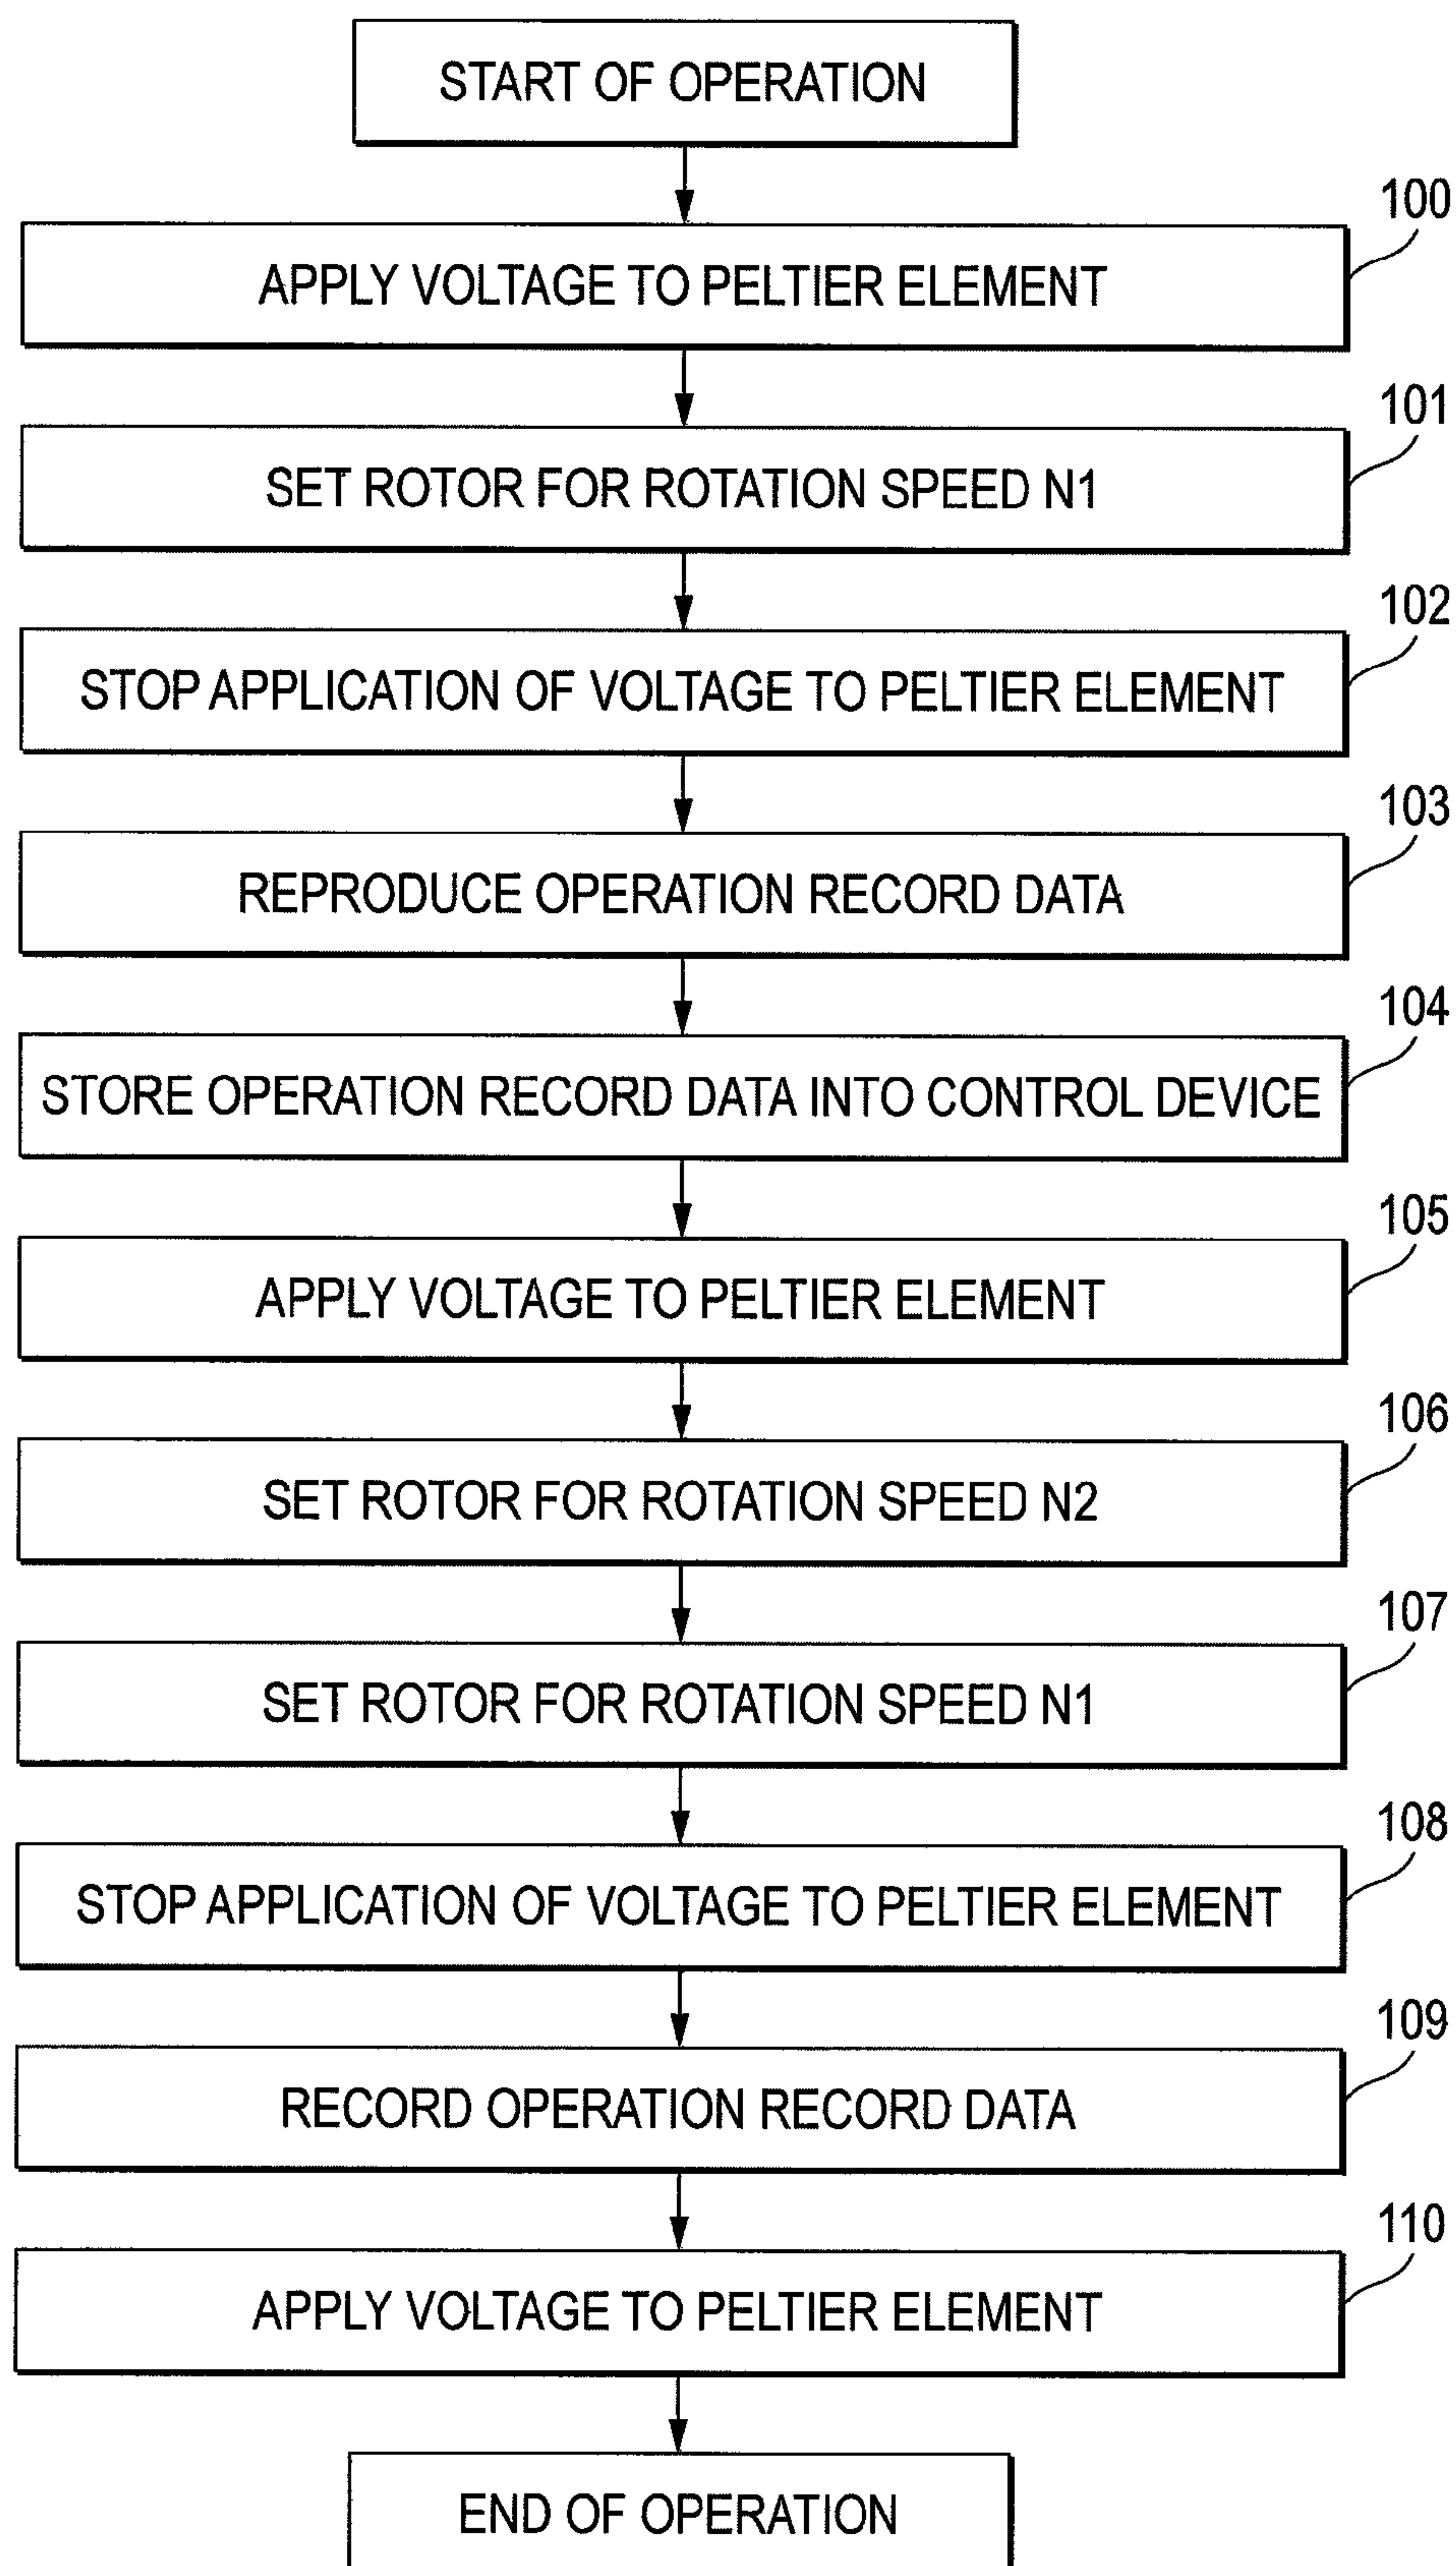 START OF OPERATION
100
APPLY VOLTAGE TO PELTIER ELEMENT
101
SET ROTOR FOR ROTATION SPEED N1
102
STOP APPLICATION OF VOLTAGE TO PELTIER ELEMENT
103
REPRODUCE OPERATION RECORD DATA
104
STORE OPERATION RECORD DATA INTO CONTROL DEVICE
105
APPLY VOLTAGE TO PELTIER ELEMENT
106
SET ROTOR FOR ROTATION SPEED N2
107
SET ROTOR FOR ROTATION SPEED N1
108
STOP APPLICATION OF VOLTAGE TO PELTIER ELEMENT
109
RECORD OPERATION RECORD DATA
110
APPLY VOLTAGE TO PELTIER ELEMENT
END OF OPERATION